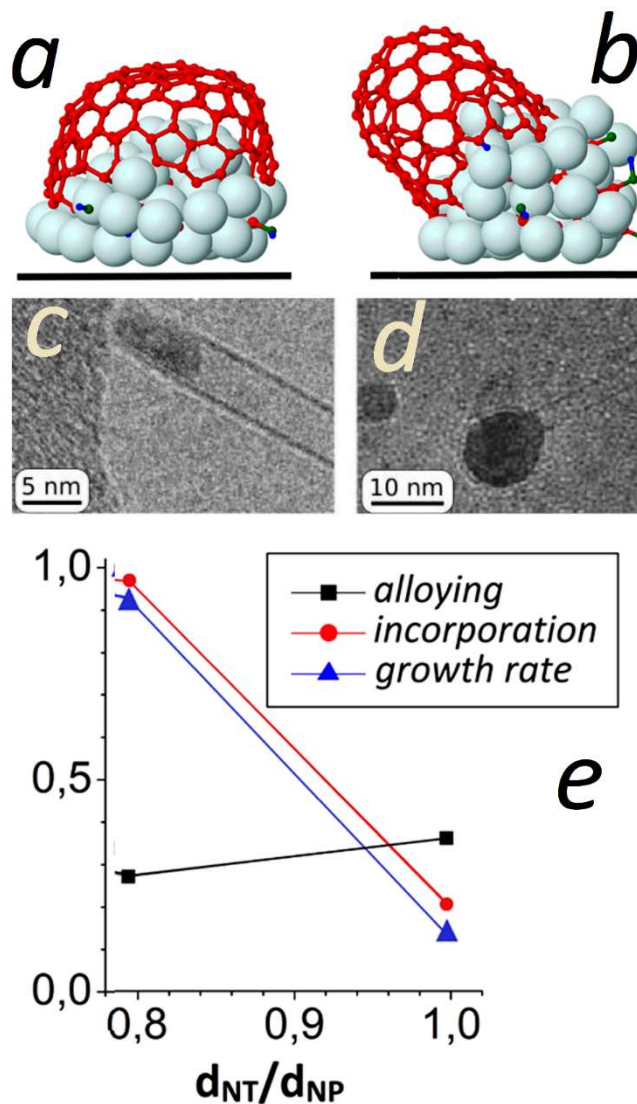 a
b
c
d
5 nm
10 nm
1,0
alloying
incorporation
growth rate
0,5
e
0,0
0,8
0,9
1,0
dNT/dNP